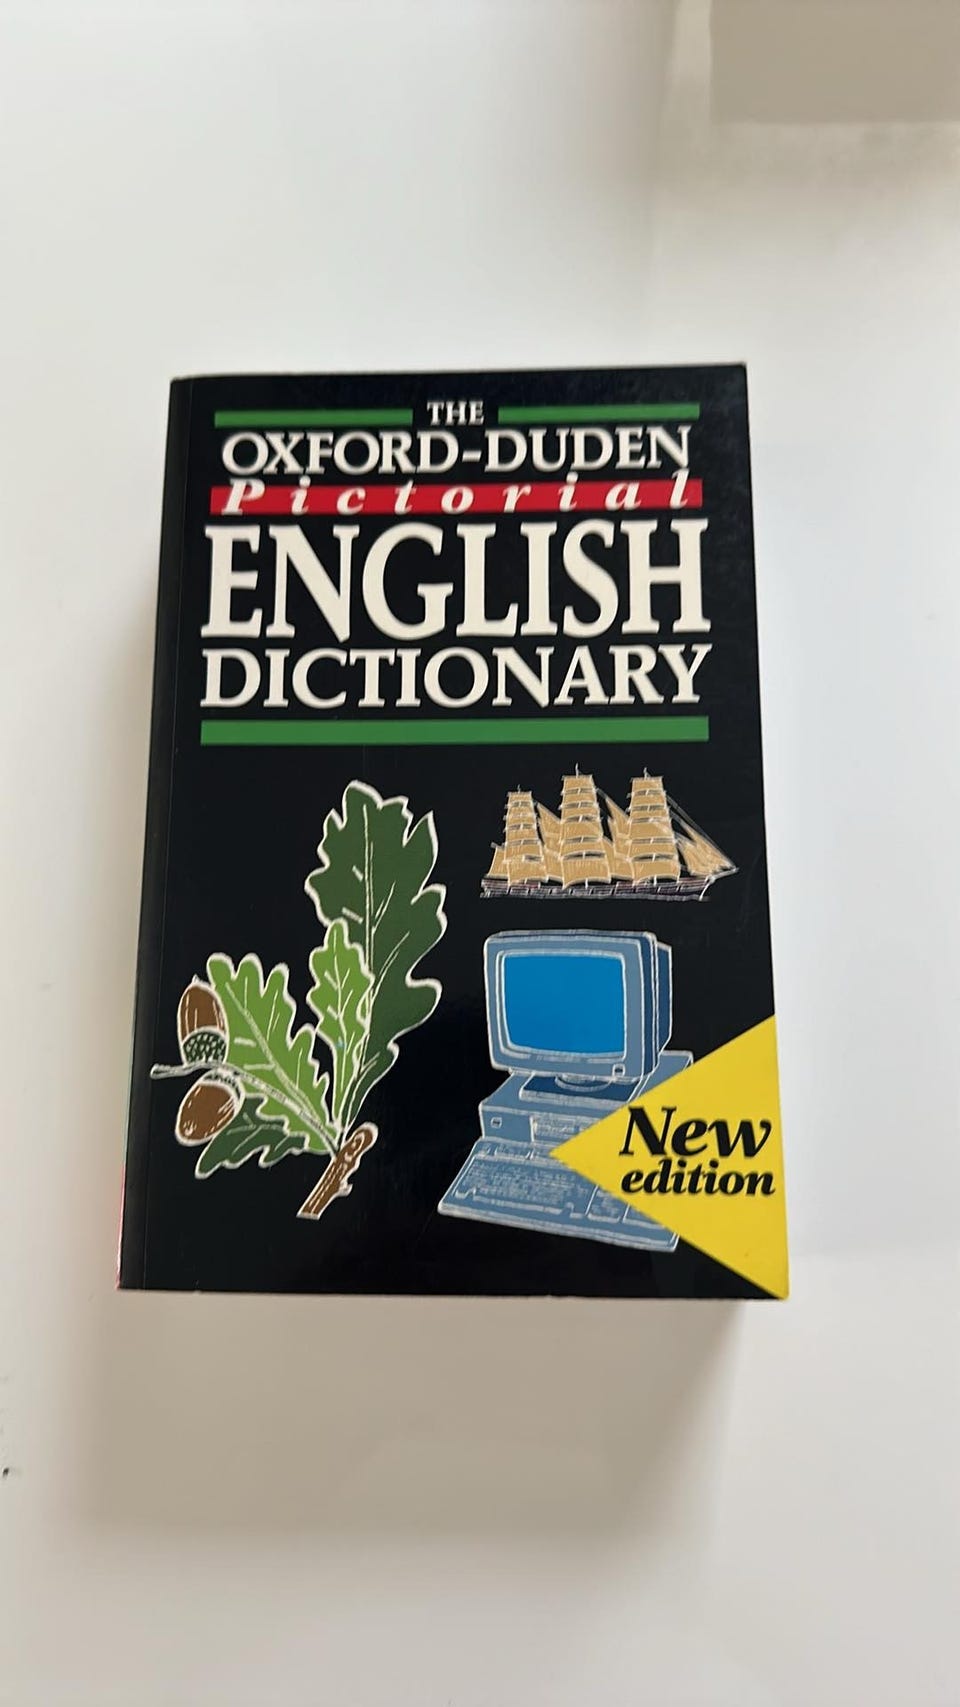 THE
OXFORD-DUDEN
Pictorial
ENGLISH
DICTIONARY
New
edition